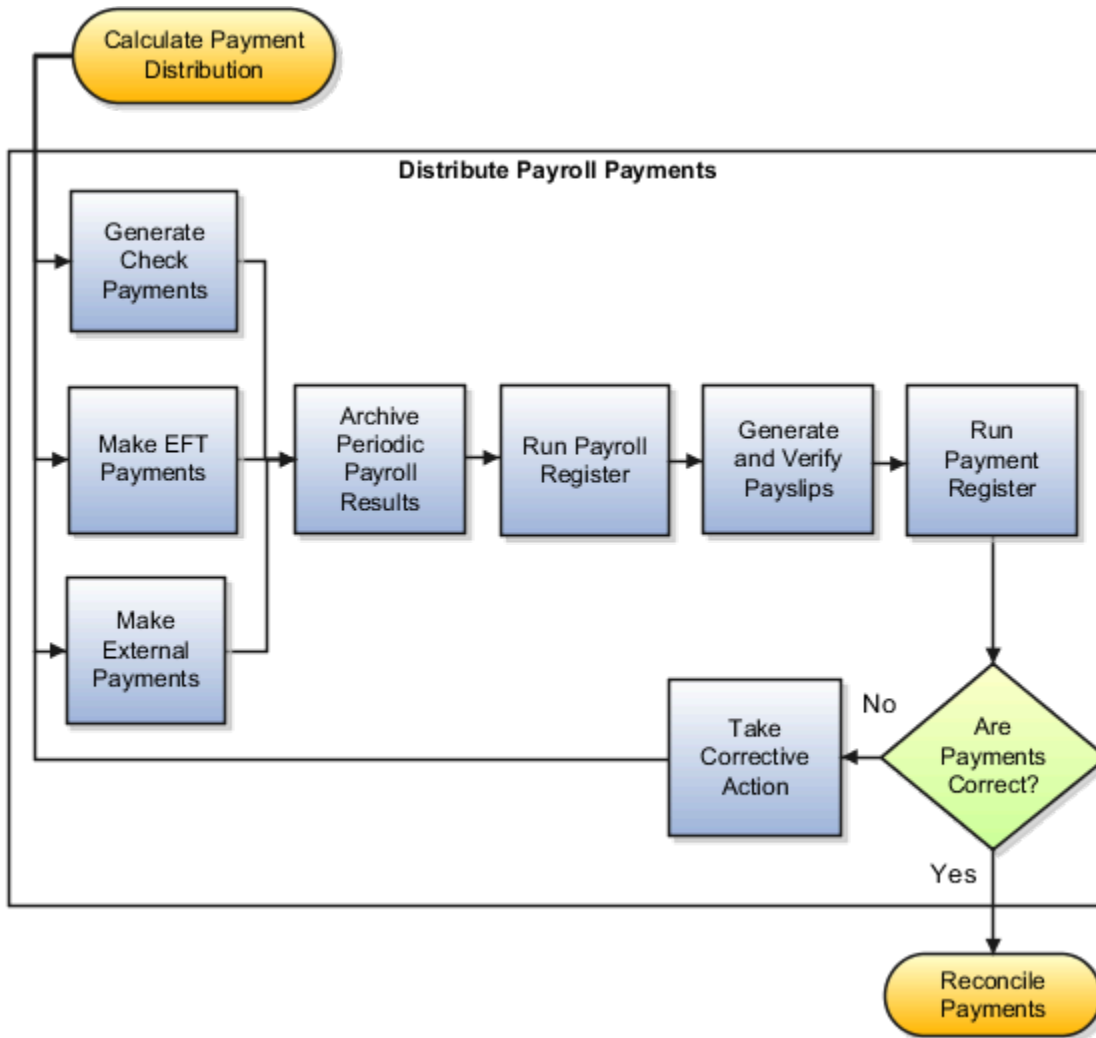 Calculate Payment
Distribution
Distribute Payroll Payments
Generate
Check
Payments
Make EFT
Payments
Make
External
Payments
Archive
Periodic
Payroll
Results
Run Payroll
Register
Generate
and Verify
Payslips
Run
Payment
Register
Are
Payments
Correct?
No
Take
Corrective
Action
Yes
Reconcile
Payments